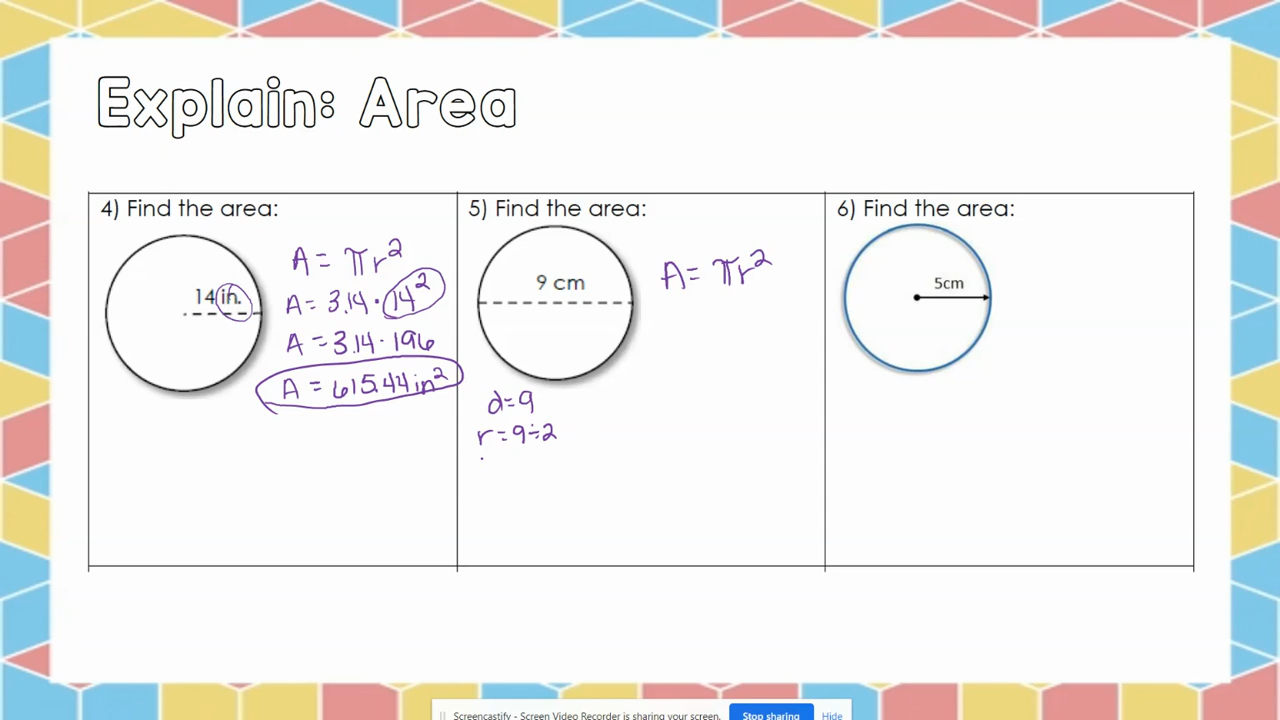 Explain: Area
4) Find the area:
14 in.
A = πr²
A = 3.14 · 14²
A = 3.14 · 196
A = 615.44 in²
5) Find the area:
9 cm
A = πr²
d = 9
r = 9 ÷ 2
6) Find the area:
5cm
Screencastify - Screen Video Recorder is sharing your screen.
Stop sharing
Hide